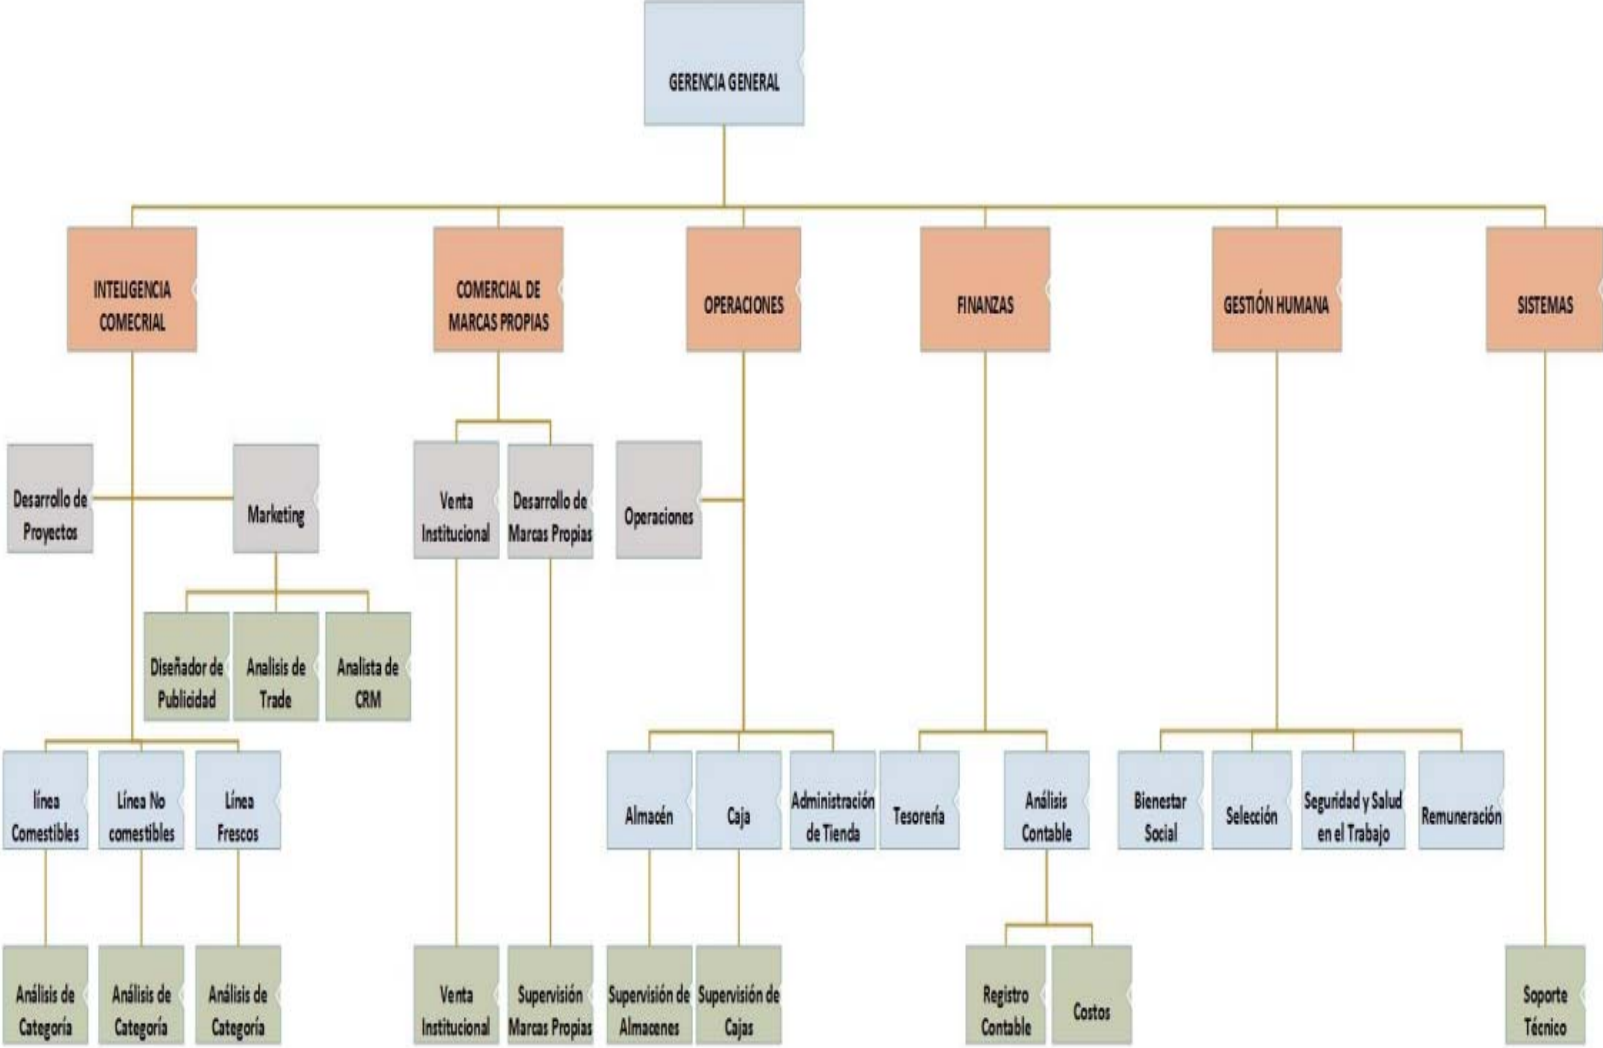 GERENCIA GENERAL
INTELIGENCIA
COMECRIAL
COMERCIAL DE
MARCAS PROPIAS
OPERACIONES
FINANZAS
GESTIÓN HUMANA
SISTEMAS
Desarrollo de
Proyectos
Marketing
Venta
Institucional
Desarrollo de
Marcas Propias
Operaciones
Diseñador de
Publicidad
Analisis de
Trade
Analista de
CRM
línea
Comestibles
Línea No
comestibles
Línea
Frescos
Almacén
Caja
Administración
de Tienda
Tesorería
Análisis
Contable
Bienestar
Social
Selección
Seguridad y Salud
en el Trabajo
Remuneración
Análisis de
Categoría
Análisis de
Categoría
Análisis de
Categoría
Venta
Institucional
Supervisión
Marcas Propias
Supervisión de
Almacenes
Supervisión de
Cajas
Registro
Contable
Costos
Soporte
Técnico